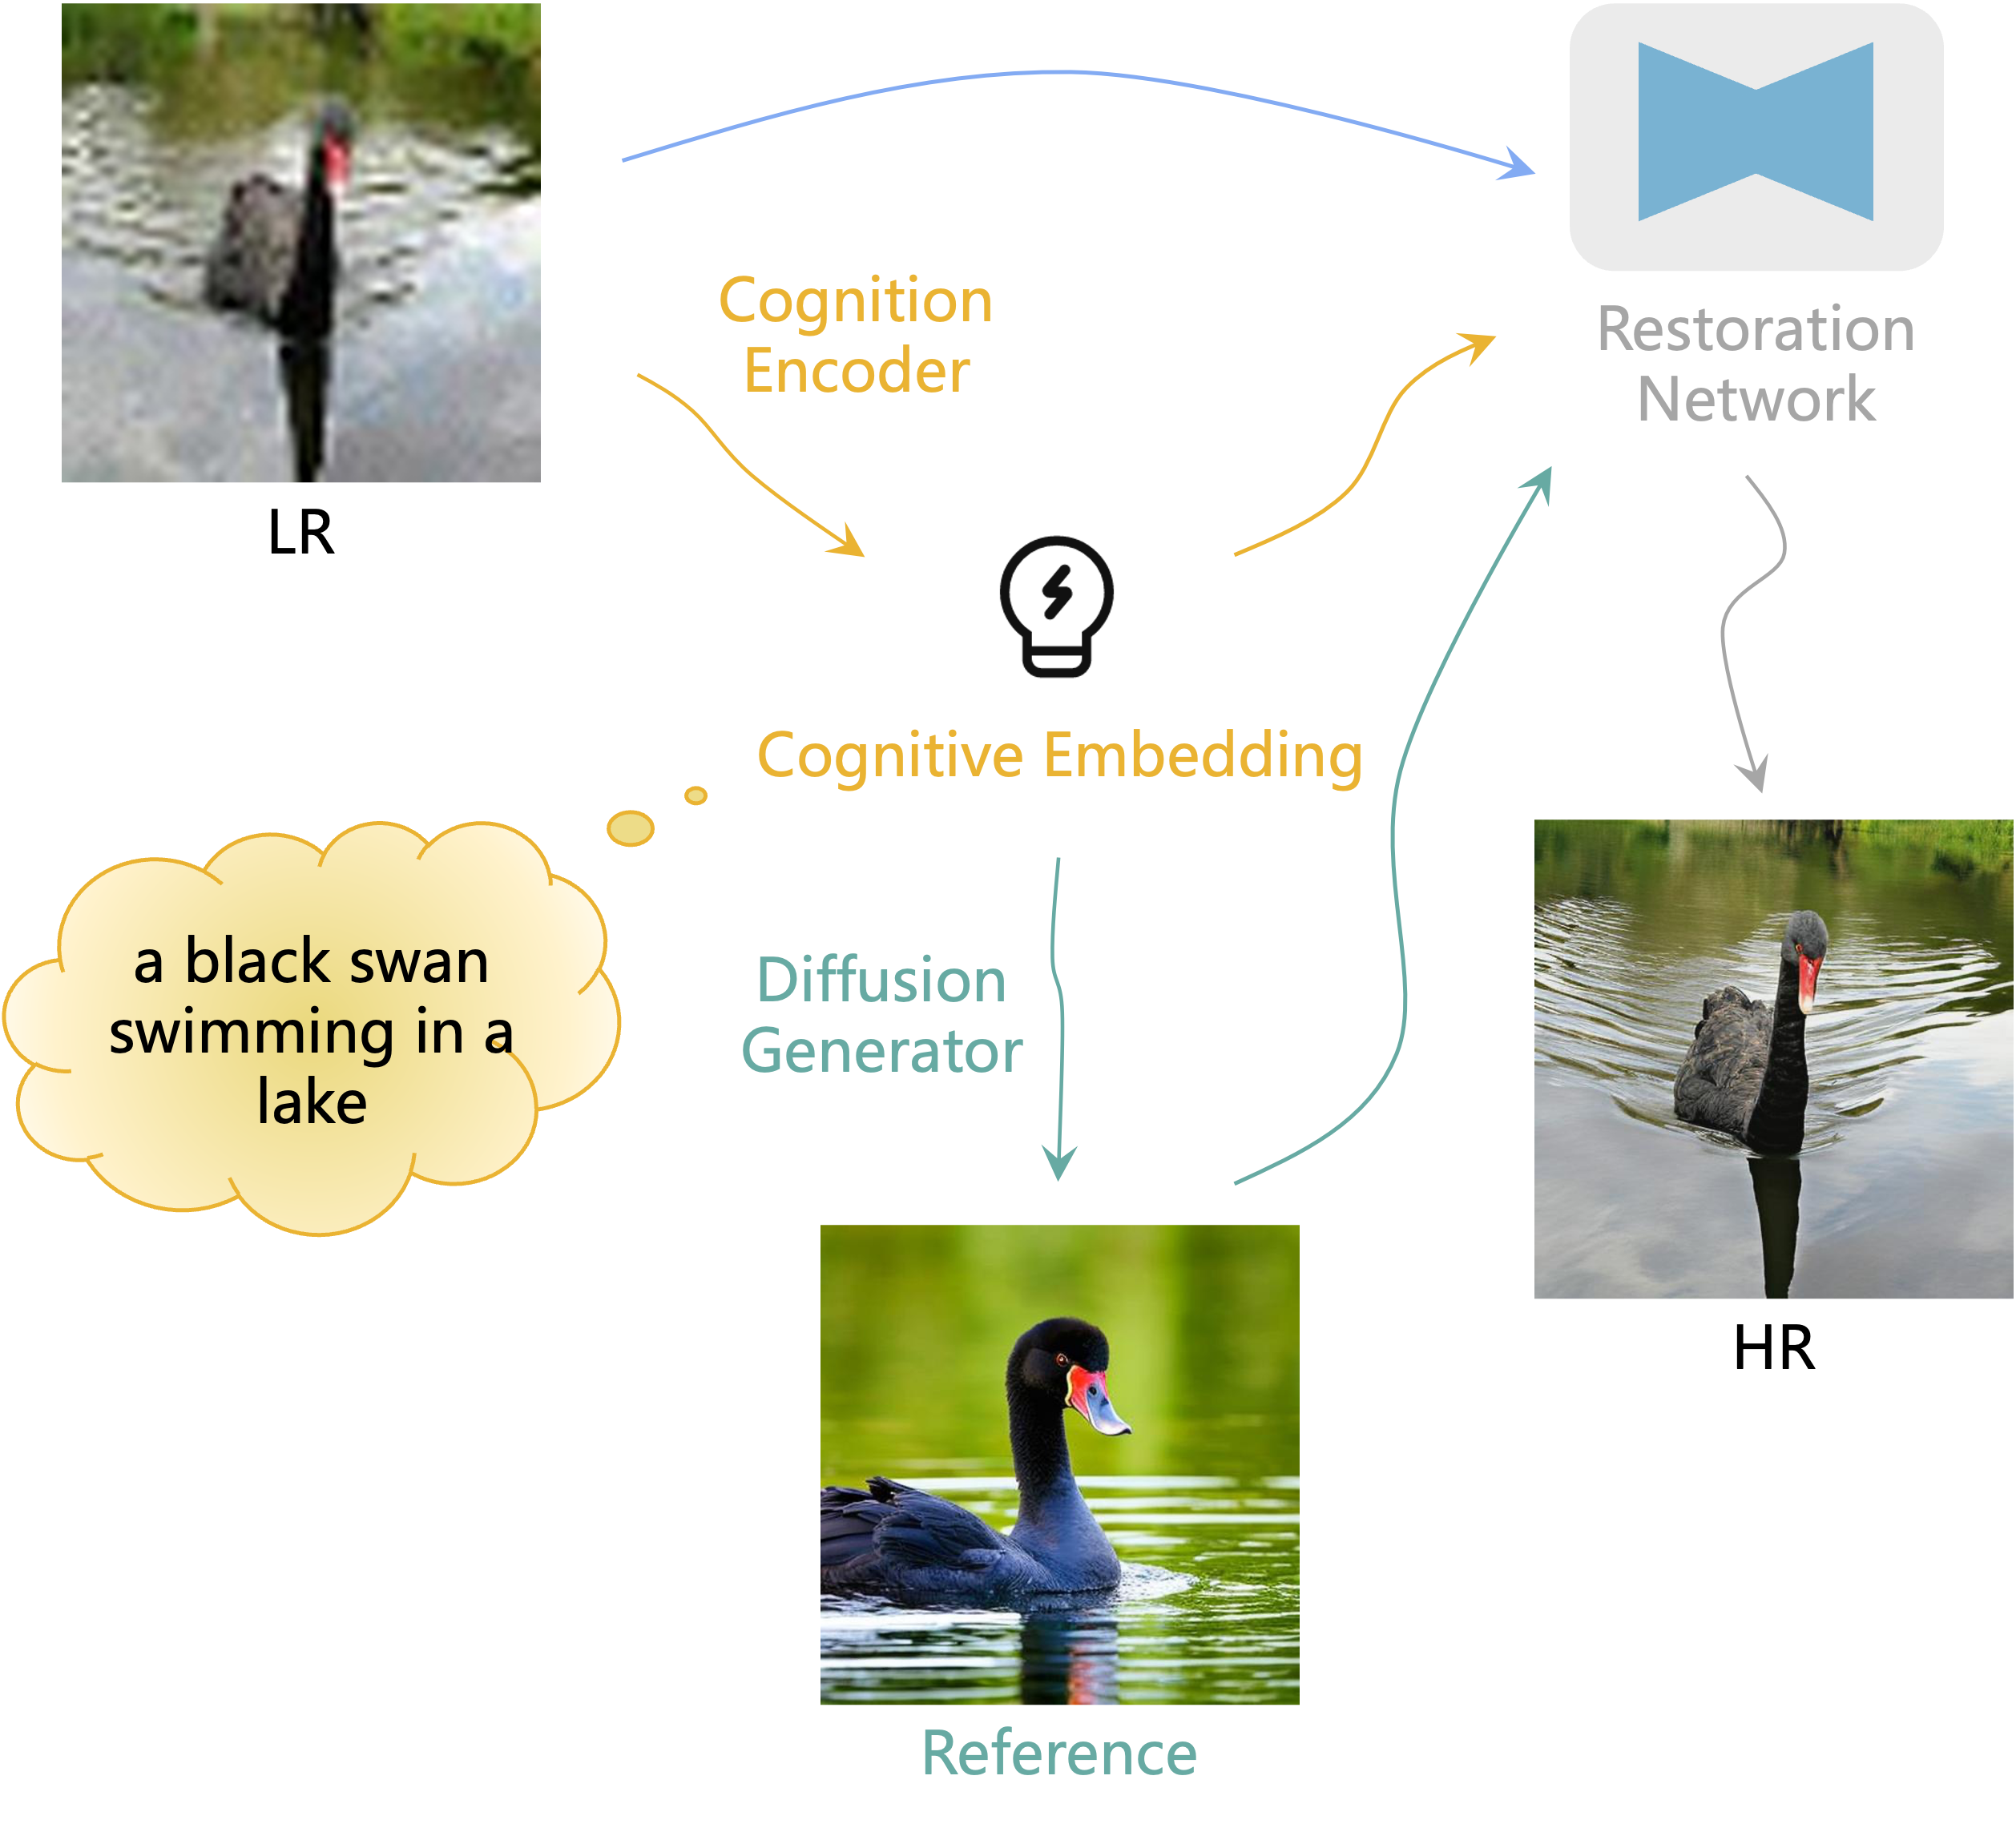 LR
Cognition
Encoder
Restoration
Network
Cognitive Embedding
a black swan
swimming in a
lake
Diffusion
Generator
HR
Reference